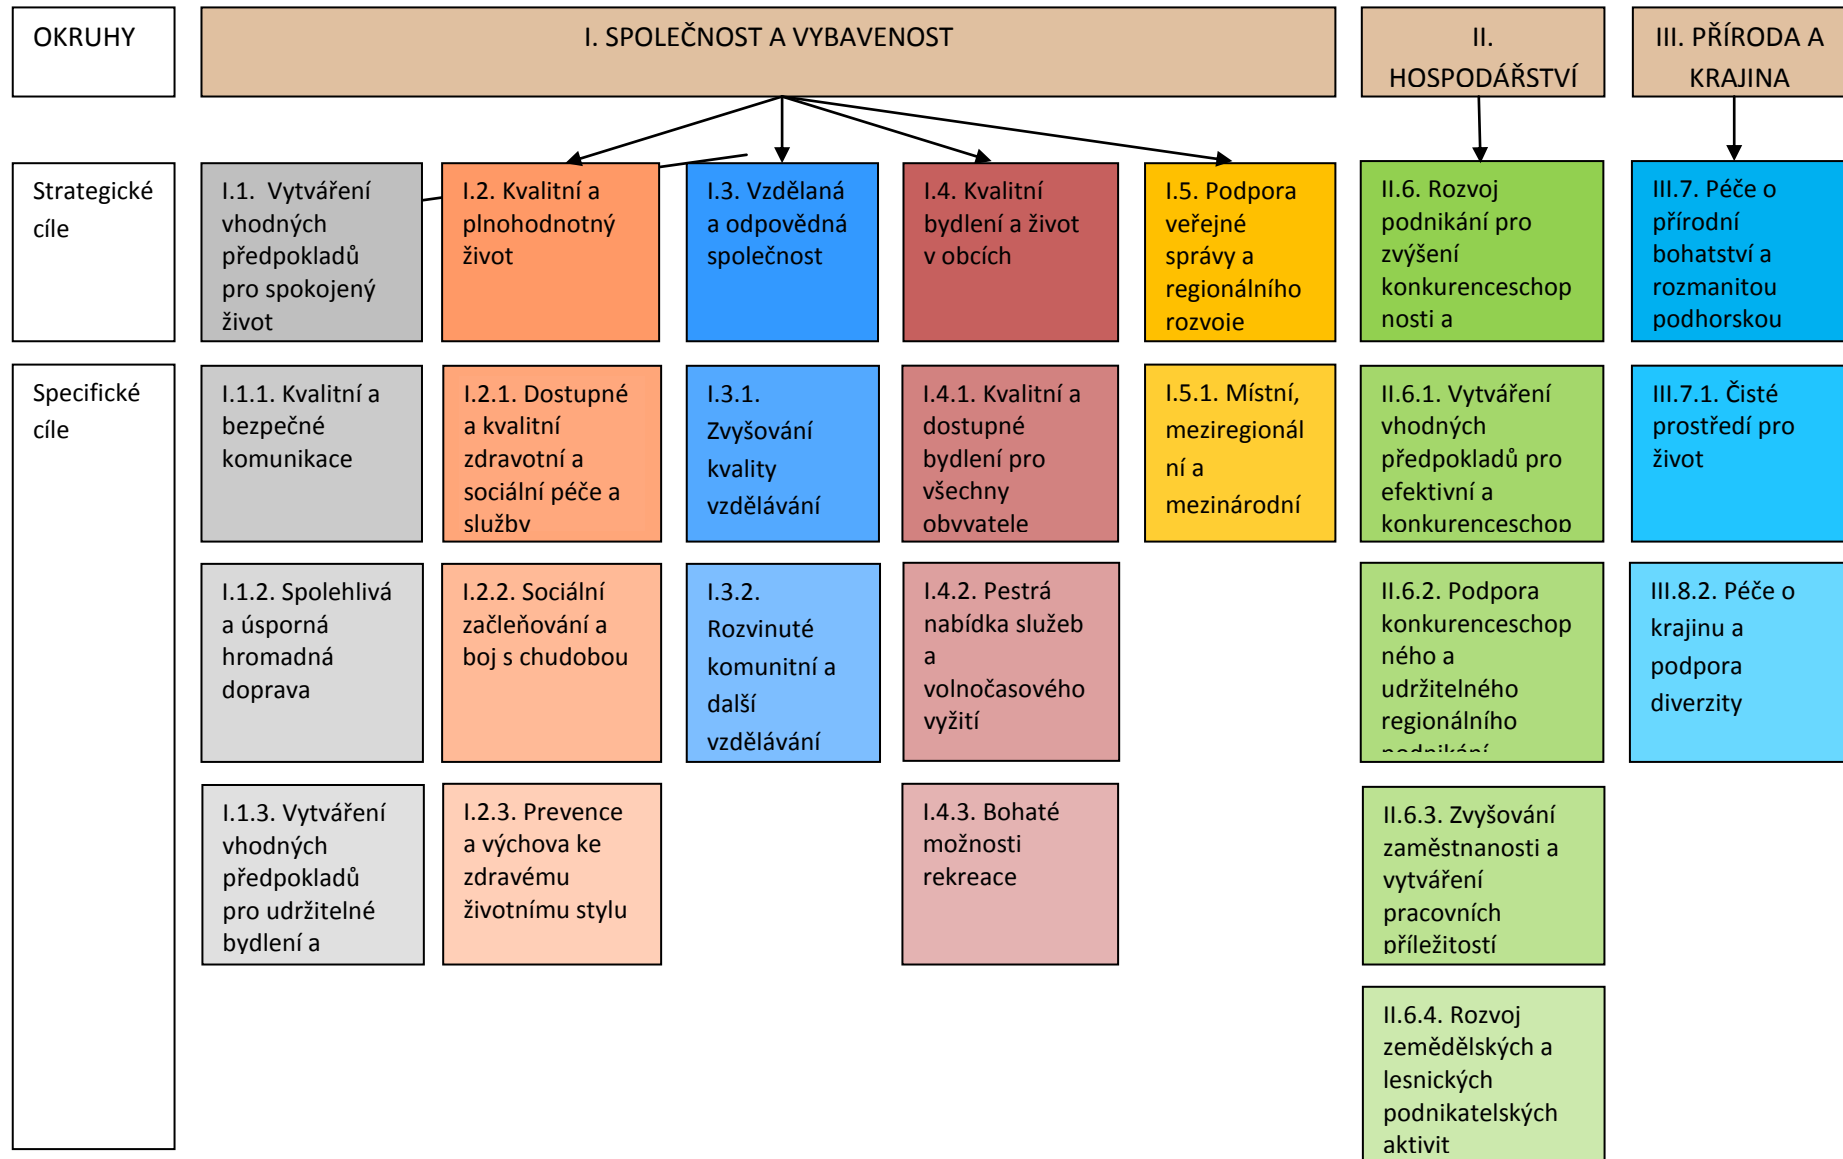 OKRUHY
I. SPOLEČNOST A VYBAVENOST
II.
HOSPODÁŘSTVÍ
III. PŘÍRODA A
KRAJINA
Strategické
cíle
I.1.  Vytváření
vhodných
předpokladů
pro spokojený
život
I.2. Kvalitní a
plnohodnotný
život
I.3. Vzdělaná
a odpovědná
společnost
I.4. Kvalitní
bydlení a život
v obcích
I.5. Podpora
veřejné
správy a
regionálního
rozvoje
II.6. Rozvoj
podnikání pro
zvýšení
konkurenceschop
nosti a
III.7. Péče o
přírodní
bohatství a
rozmanitou
podhorskou
Specifické
cíle
I.1.1. Kvalitní a
bezpečné
komunikace
I.2.1. Dostupné
a kvalitní
zdravotní a
sociální péče a
služby
I.3.1.
Zvyšování
kvality
vzdělávání
I.4.1. Kvalitní a
dostupné
bydlení pro
všechny
obyvatele
I.5.1. Místní,
meziregionál
ní a
mezinárodní
II.6.1. Vytváření
vhodných
předpokladů pro
efektivní a
konkurenceschop
III.7.1. Čisté
prostředí pro
život
I.1.2. Spolehlivá
a úsporná
hromadná
doprava
I.2.2. Sociální
začleňování a
boj s chudobou
I.3.2.
Rozvinuté
komunitní a
další
vzdělávání
I.4.2. Pestrá
nabídka služeb
a
volnočasového
vyžití
II.6.2. Podpora
konkurenceschop
ného a
udržitelného
regionálního
podnikání
III.8.2. Péče o
krajinu a
podpora
diverzity
I.1.3. Vytváření
vhodných
předpokladů
pro udržitelné
bydlení a
I.2.3. Prevence
a výchova ke
zdravému
životnímu stylu
I.4.3. Bohaté
možnosti
rekreace
II.6.3. Zvyšování
zaměstnanosti a
vytváření
pracovních
příležitostí
II.6.4. Rozvoj
zemědělských a
lesnických
podnikatelských
aktivit